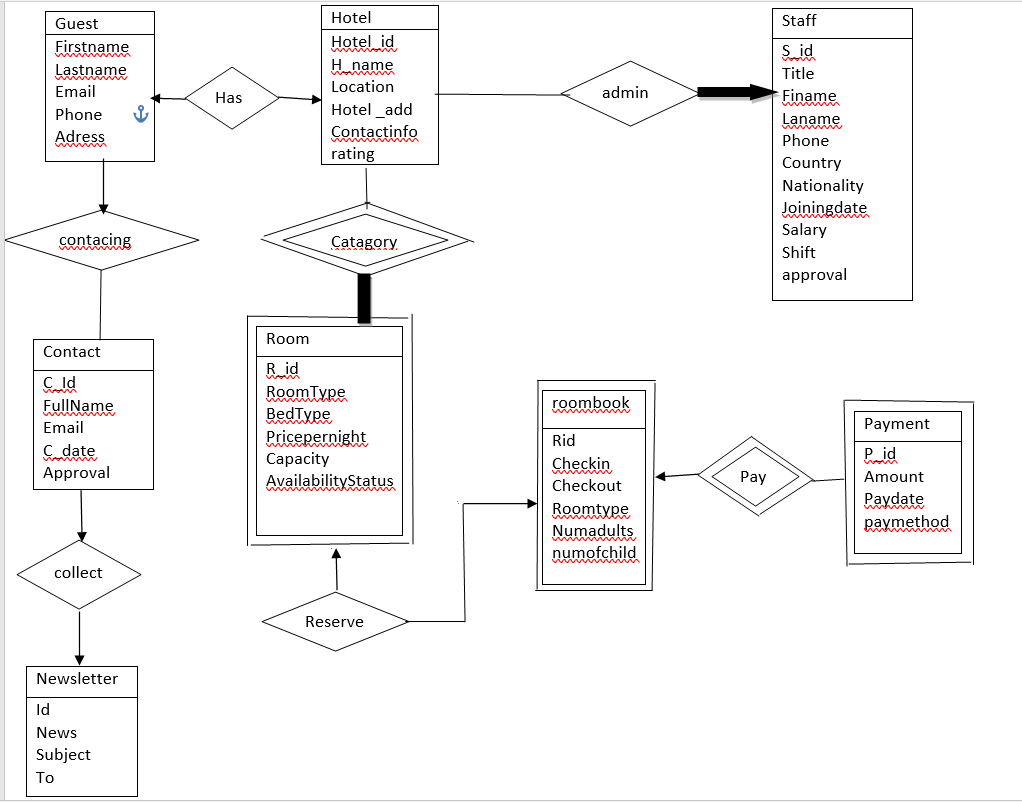 Guest
Firstname
Lastname
Email
Phone
Adress
Has
Hotel
Hotel_id
H_name
Location
Hotel _add
Contactinfo
rating
admin
Staff
S_id
Title
Finame
Laname
Phone
Country
Nationality
Joiningdate
Salary
Shift
approval
contacing
Catagory
Contact
C_Id
FullName
Email
C_date
Approval
Room
R_id
RoomType
BedType
Pricepernight
Capacity
AvailabilityStatus
roombook
Rid
Checkin
Checkout
Roomtype
Numadults
numofchild
Pay
Payment
P_id
Amount
Paydate
paymethod
collect
Reserve
Newsletter
Id
News
Subject
To